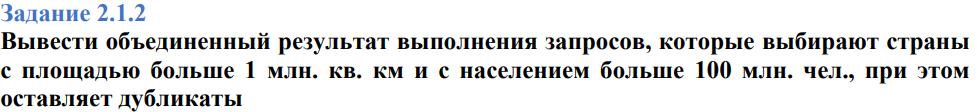 Задание 2.1.2
Вывести объединенный результат выполнения запросов, которые выбирают страны
с площадью больше 1 млн. кв. км и с населением больше 100 млн. чел., при этом
оставляет дубликаты